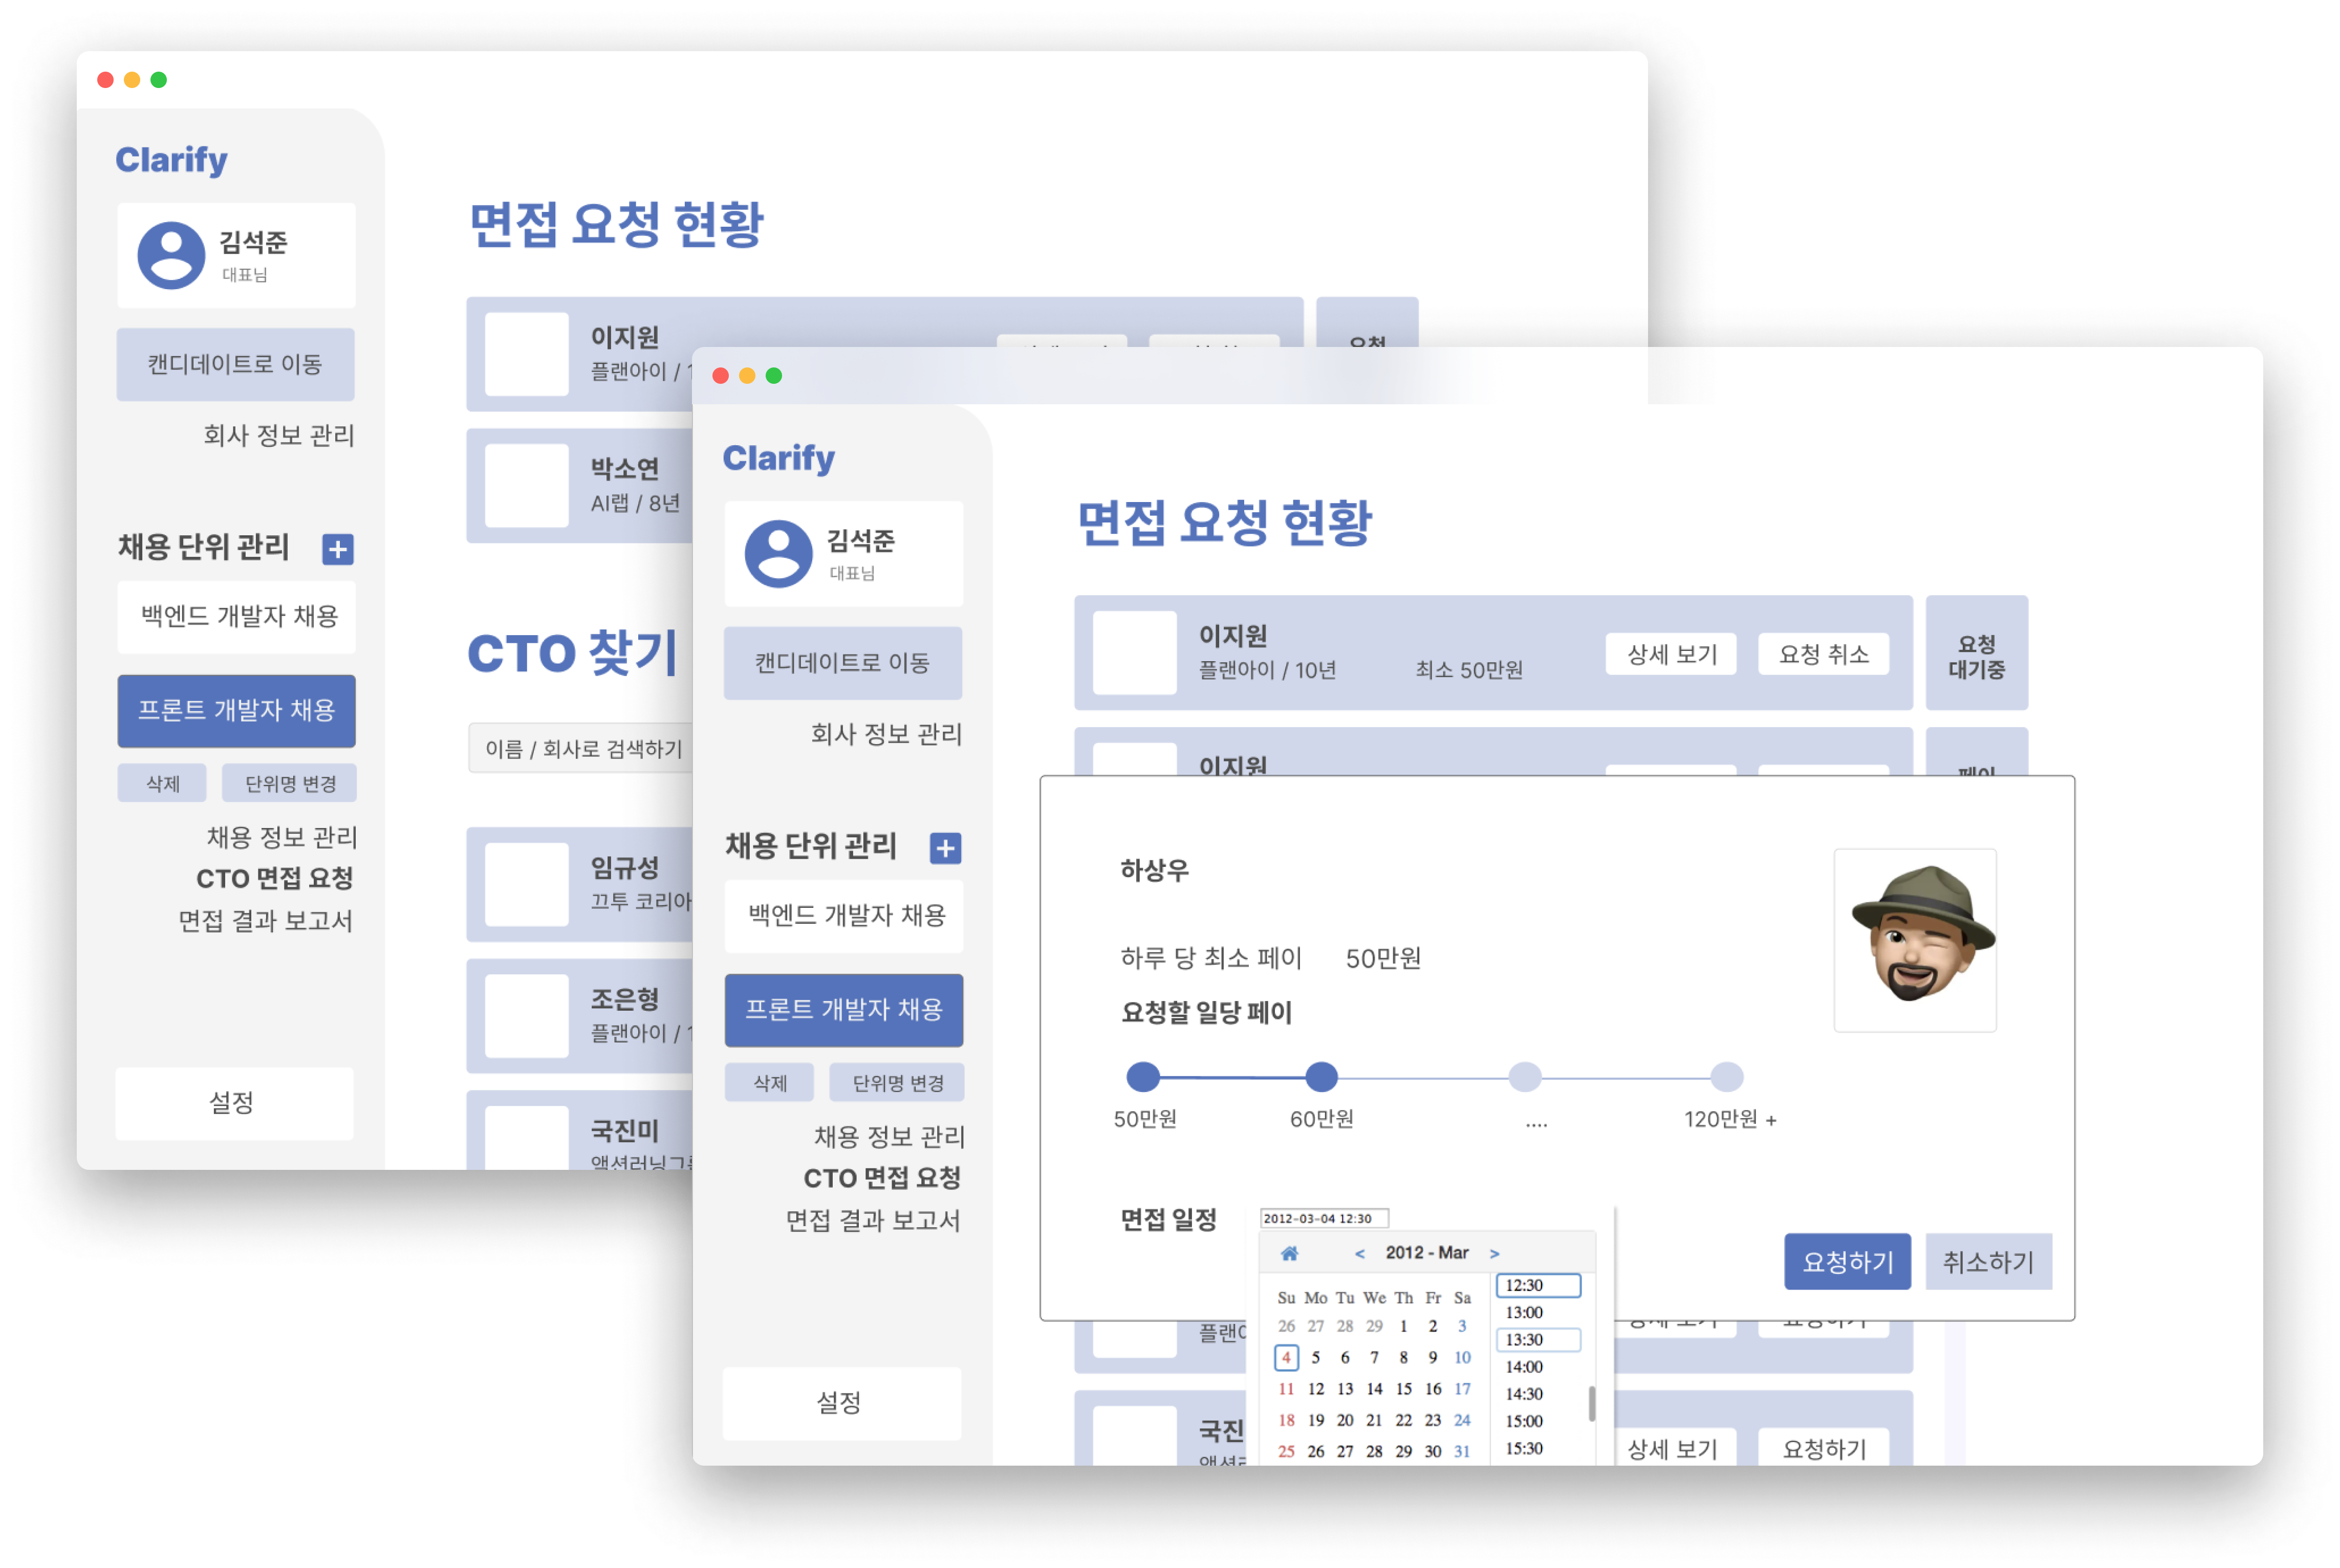 Clarify
김석준
대표님
캔디데이트로 이동
회사 정보 관리
채용 단위 관리
백엔드 개발자 채용
프론트 개발자 채용
삭제
단위명 변경
채용 정보 관리
CTO 면접 요청
면접 결과 보고서
설정
면접 요청 현황
이지원
플랜아이 /
요청
박소연
AI랩 / 8년
CTO 찾기
이름 / 회사로 검색하기
임규성
끄투 코리아
조은형
플랜아이 /
국진미
액션러닝그룹
Clarify
김석준
대표님
캔디데이트로 이동
회사 정보 관리
채용 단위 관리
백엔드 개발자 채용
프론트 개발자 채용
삭제
단위명 변경
채용 정보 관리
CTO 면접 요청
면접 결과 보고서
설정
면접 요청 현황
이지원
플랜아이 / 10년
최소 50만원
상세 보기
요청 취소
요청
대기중
이지원
페이
하상우
하루 당 최소 페이 50만원
요청할 일당 페이
50만원 60만원 .... 120만원 +
면접 일정
2012-03-04 12:30
< 2012 - Mar >
Su Mo Tu We Th Fr Sa
26 27 28 29 1 2 3
4 5 6 7 8 9 10
11 12 13 14 15 16 17
18 19 20 21 22 23 24
25 26 27 28 29 30 31
12:30
13:00
13:30
14:00
14:30
15:00
15:30
요청하기
취소하기
상세 보기
요청하기
국진
상세 보기
요청하기